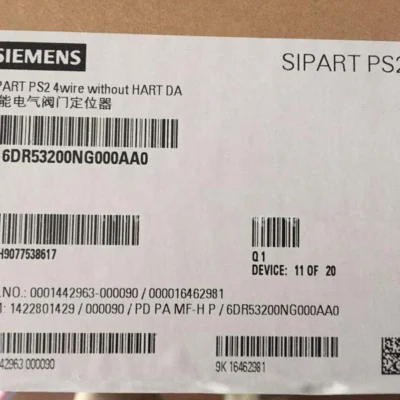 SIEMENS
SIPART PS2
PART PS2 4wire without HART DA
能电气阀门定位器
6DR53200NG000AA0
H9077538617
Q 1
DEVICE: 11 OF 20
.NO.: 0001442963-000090 / 000016462981
: 1422801429 / 000090 / PD PA MF-H P / 6DR53200NG000AA0
42963 000090
9K 16462981